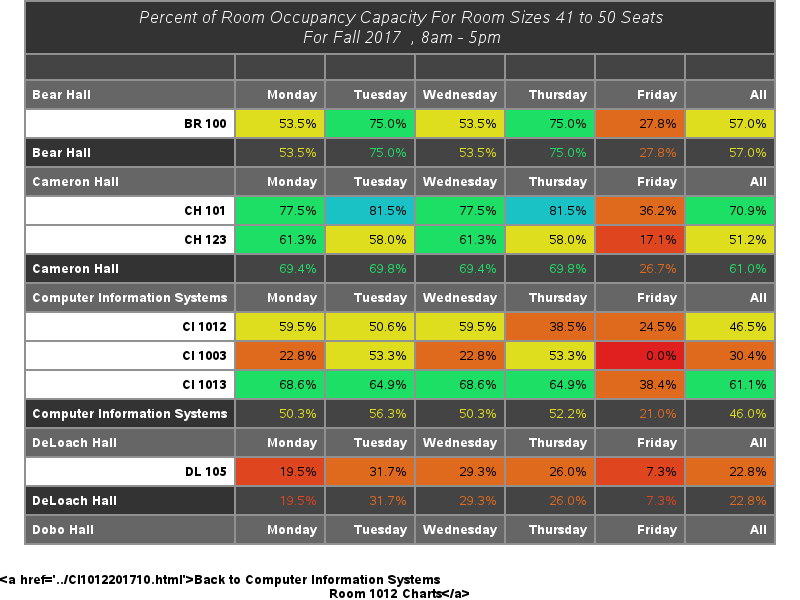 Percent of Room Occupancy Capacity For Room Sizes 41 to 50 Seats
For Fall 2017 , 8am - 5pm
Bear Hall Monday Tuesday Wednesday Thursday Friday All
BR 100 53.5% 75.0% 53.5% 75.0% 27.8% 57.0%
Bear Hall 53.5% 75.0% 53.5% 75.0% 27.8% 57.0%
Cameron Hall Monday Tuesday Wednesday Thursday Friday All
CH 101 77.5% 81.5% 77.5% 81.5% 36.2% 70.9%
CH 123 61.3% 58.0% 61.3% 58.0% 17.1% 51.2%
Cameron Hall 69.4% 69.8% 69.4% 69.8% 26.7% 61.0%
Computer Information Systems Monday Tuesday Wednesday Thursday Friday All
CI 1012 59.5% 50.6% 59.5% 38.5% 24.5% 46.5%
CI 1003 22.8% 53.3% 22.8% 53.3% 0.0% 30.4%
CI 1013 68.6% 64.9% 68.6% 64.9% 38.4% 61.1%
Computer Information Systems 50.3% 56.3% 50.3% 52.2% 21.0% 46.0%
DeLoach Hall Monday Tuesday Wednesday Thursday Friday All
DL 105 19.5% 31.7% 29.3% 26.0% 7.3% 22.8%
DeLoach Hall 19.5% 31.7% 29.3% 26.0% 7.3% 22.8%
Dobo Hall Monday Tuesday Wednesday Thursday Friday All
&lt;a href='../CI1012201710.html'&gt;Back to Computer Information Systems
Room 1012 Charts&lt;/a&gt;